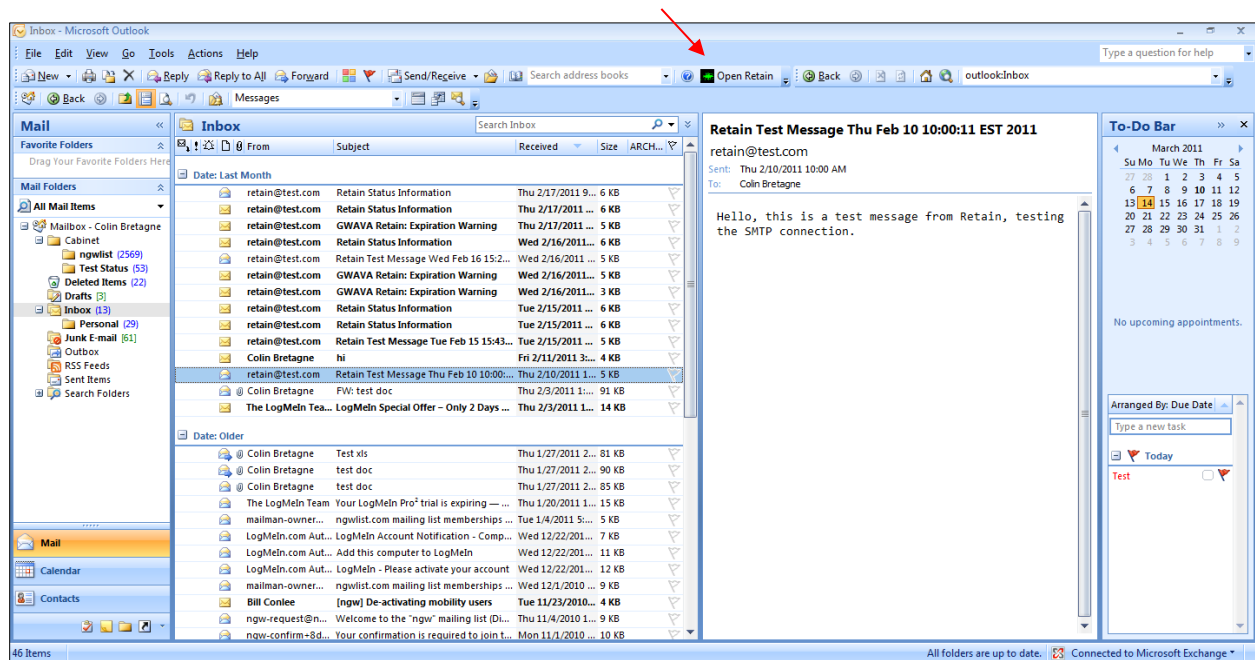 Inbox - Microsoft Outlook
File Edit View Go Tools Actions Help
Type a question for help
New Reply Reply to All Forward Send/Receive Search address books Open Retain Back outlook:Inbox
Back Messages
Mail «
Favorite Folders
Drag Your Favorite Folders Here
Mail Folders
All Mail Items
Mailbox - Colin Bretagne
Cabinet
ngwlist (2569)
Test Status (53)
Deleted Items (22)
Drafts [3]
Inbox (13)
Personal (29)
Junk E-mail [61]
Outbox
RSS Feeds
Sent Items
Search Folders
Mail
Calendar
Contacts
Inbox Search Inbox
From Subject Received Size ARCH...
Date: Last Month
retain@test.com Retain Status Information Thu 2/17/2011 9... 6 KB
retain@test.com Retain Status Information Thu 2/17/2011 ... 6 KB
retain@test.com GWAVA Retain: Expiration Warning Thu 2/17/2011 ... 5 KB
retain@test.com Retain Status Information Wed 2/16/2011... 6 KB
retain@test.com Retain Test Message Wed Feb 16 15:2... Wed 2/16/2011 ... 5 KB
retain@test.com GWAVA Retain: Expiration Warning Wed 2/16/2011... 5 KB
retain@test.com GWAVA Retain: Expiration Warning Wed 2/16/2011... 3 KB
retain@test.com Retain Status Information Tue 2/15/2011 ... 6 KB
retain@test.com Retain Status Information Tue 2/15/2011 ... 6 KB
retain@test.com Retain Test Message Tue Feb 15 15:43... Tue 2/15/2011 ... 5 KB
Colin Bretagne hi Fri 2/11/2011 3:... 4 KB
retain@test.com Retain Test Message Thu Feb 10 10:00:... Thu 2/10/2011 1... 5 KB
Colin Bretagne FW: test doc Thu 2/3/2011 1:... 91 KB
The LogMeIn Tea... LogMeIn Special Offer – Only 2 Days ... Thu 2/3/2011 1... 14 KB
Date: Older
Colin Bretagne Test xls Thu 1/27/2011 2... 81 KB
Colin Bretagne test doc Thu 1/27/2011 2... 90 KB
Colin Bretagne test doc Thu 1/27/2011 2... 85 KB
The LogMeIn Team Your LogMeIn Pro² trial is expiring — ... Thu 1/20/2011 1... 15 KB
mailman-owner... ngwlist.com mailing list memberships ... Tue 1/4/2011 5:... 5 KB
LogMeIn.com Aut... LogMeIn Account Notification - Comp... Wed 12/22/201... 7 KB
LogMeIn.com Aut... Add this computer to LogMeIn Wed 12/22/201... 11 KB
LogMeIn.com Aut... LogMeIn - Please activate your account Wed 12/22/201... 12 KB
mailman-owner... ngwlist.com mailing list memberships ... Wed 12/1/2010 ... 9 KB
Bill Conlee [ngw] De-activating mobility users Tue 11/23/2010... 4 KB
ngw-request@n... Welcome to the "ngw" mailing list (Di... Thu 11/4/2010 1... 9 KB
ngw-confirm+8d... Your confirmation is required to join t... Mon 11/1/2010 ... 10 KB
Retain Test Message Thu Feb 10 10:00:11 EST 2011
retain@test.com
Sent: Thu 2/10/2011 10:00 AM
To: Colin Bretagne
Hello, this is a test message from Retain, testing
the SMTP connection.
To-Do Bar » ×
March 2011
Su Mo Tu We Th Fr Sa
27 28 1 2 3 4 5
6 7 8 9 10 11 12
13 14 15 16 17 18 19
20 21 22 23 24 25 26
27 28 29 30 31 1 2
3 4 5 6 7 8 9
No upcoming appointments.
Arranged By: Due Date
Type a new task
Today
Test
46 Items
All folders are up to date. Connected to Microsoft Exchange